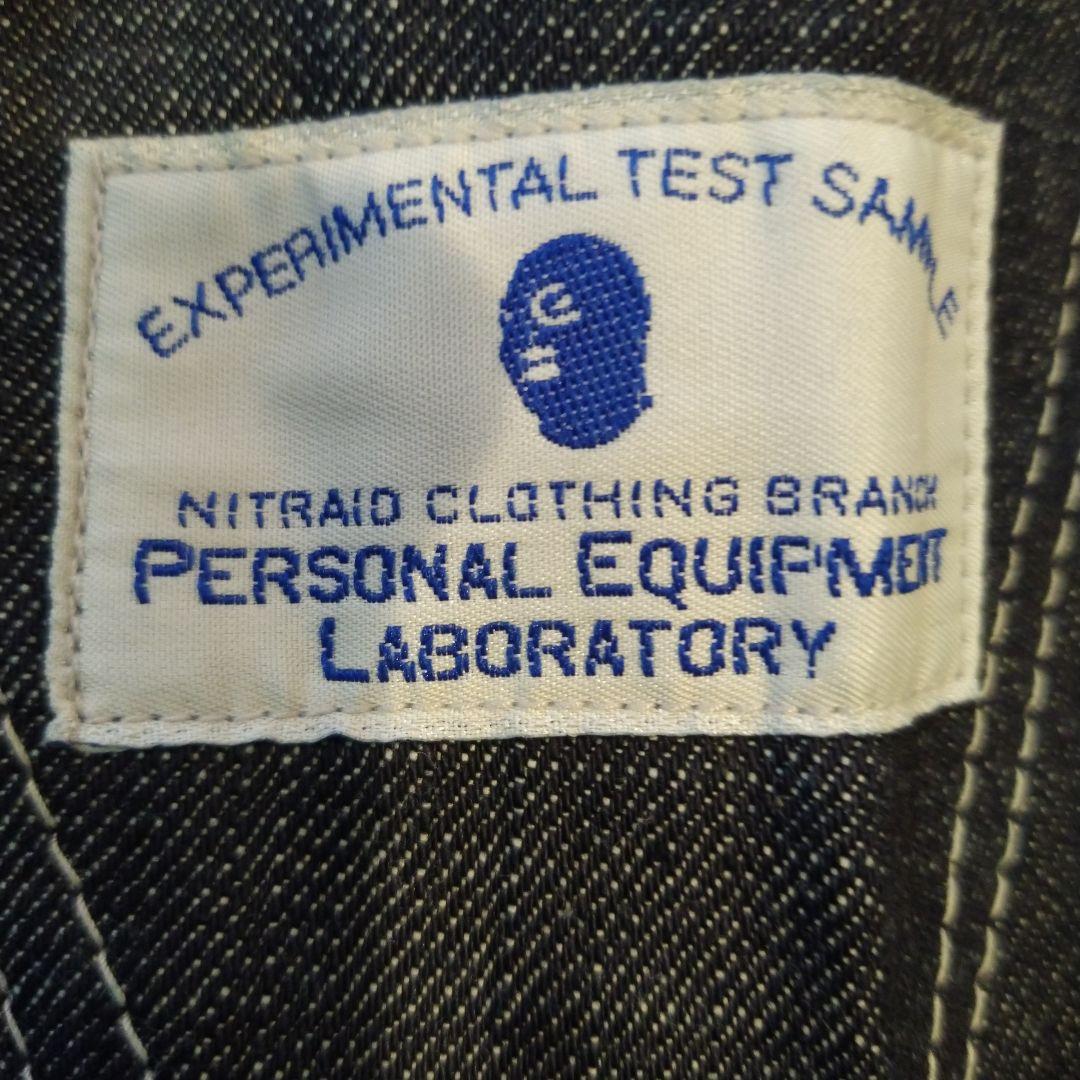 EXPERIMENTAL TEST SAMPLE
NITRAID CLOTHING BRANCH
PERSONAL EQUIPMENT
LABORATORY